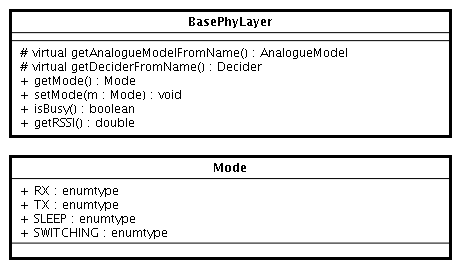 BasePhyLayer
# virtual getAnalogueModelFromName() : AnalogueModel
# virtual getDeciderFromName() : Decider
+ getMode() : Mode
+ setMode(m : Mode) : void
+ isBusy() : boolean
+ getRSSI() : double
Mode
+ RX : enumtype
+ TX : enumtype
+ SLEEP : enumtype
+ SWITCHING : enumtype